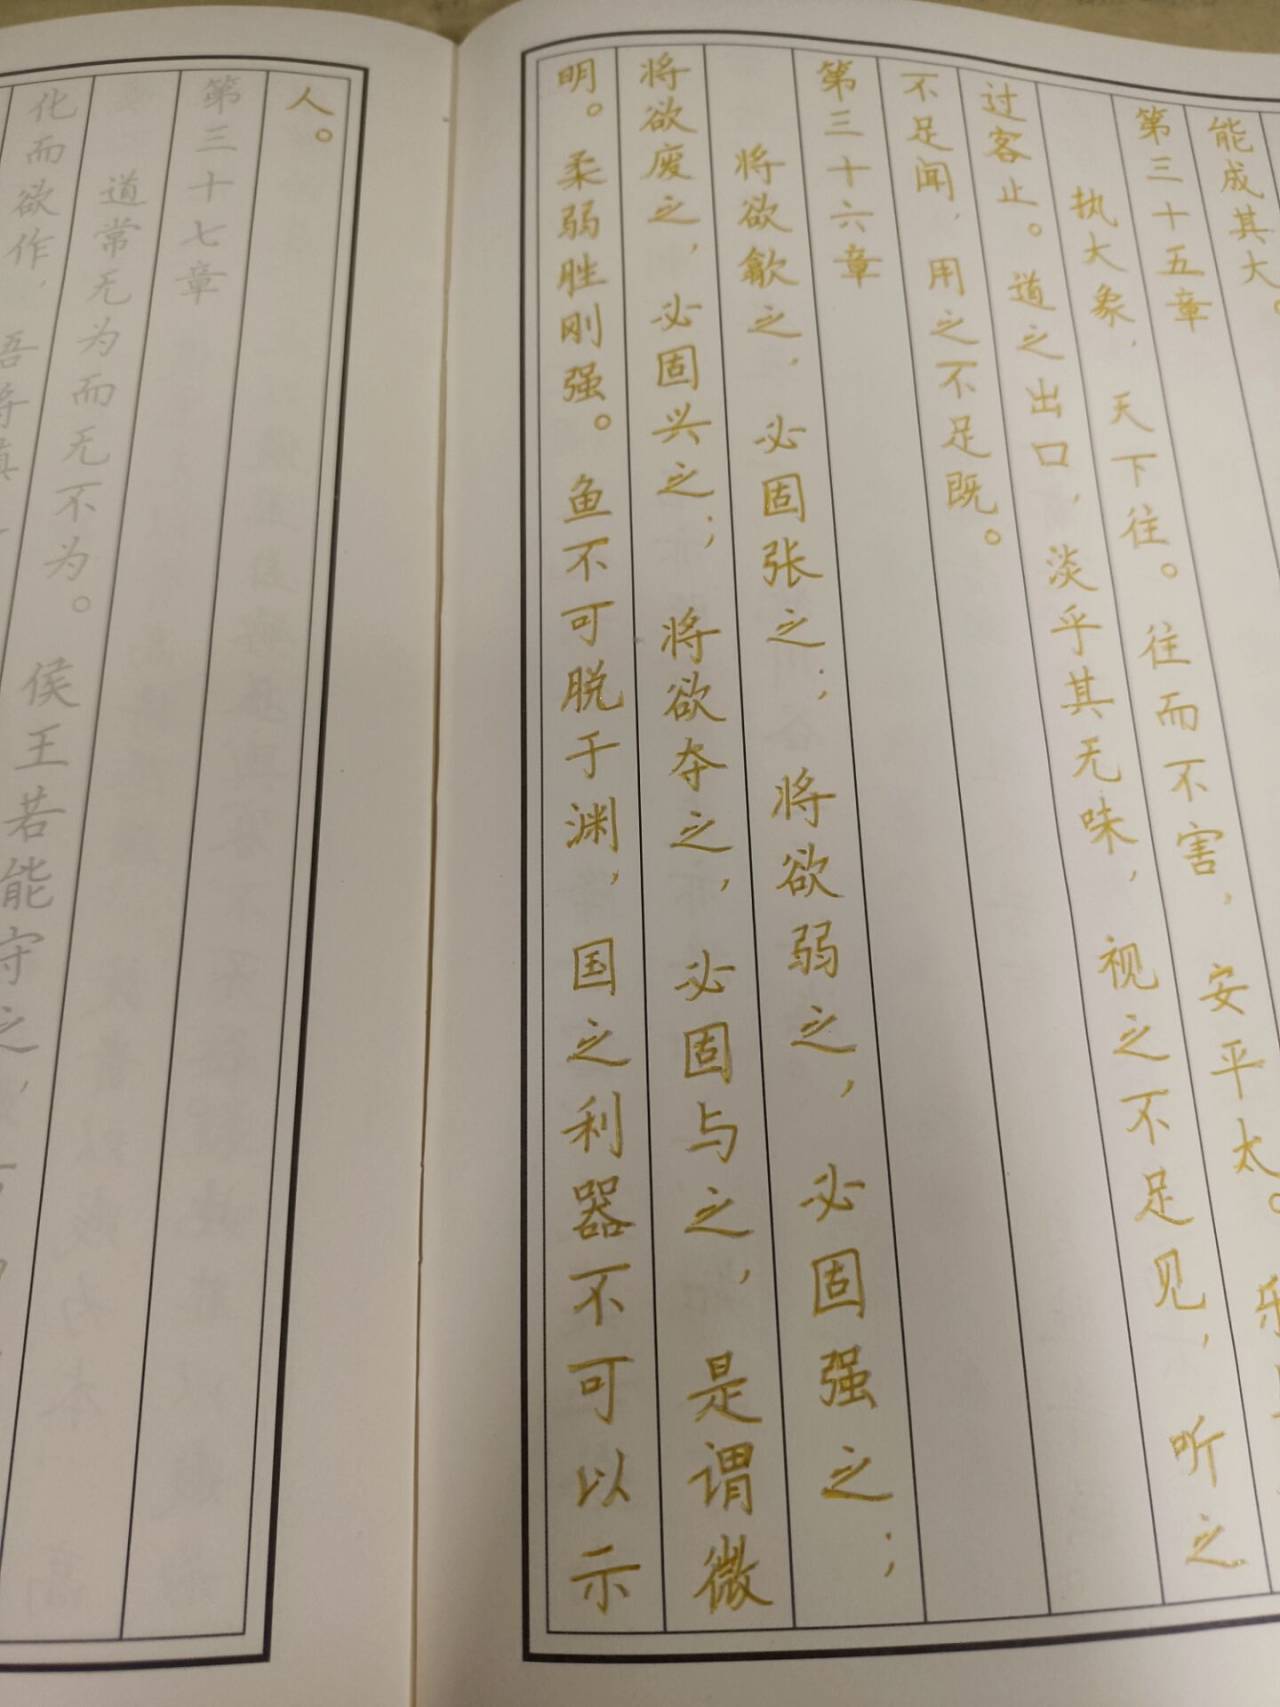 能成其大。
第三十五章
执大象，天下往。往而不害，安平太。乐
过客止。道之出口，淡乎其无味，视之不足见，听之
不足闻，用之不足既。
第三十六章
将欲歙之，必固张之；将欲弱之，必固强之；
将欲废之，必固兴之；将欲夺之，必固与之，是谓微
明。柔弱胜刚强。鱼不可脱于渊，国之利器不可以示
人。
第三十七章
道常无为而无不为。侯王若能守之，
化而欲作，吾将镇